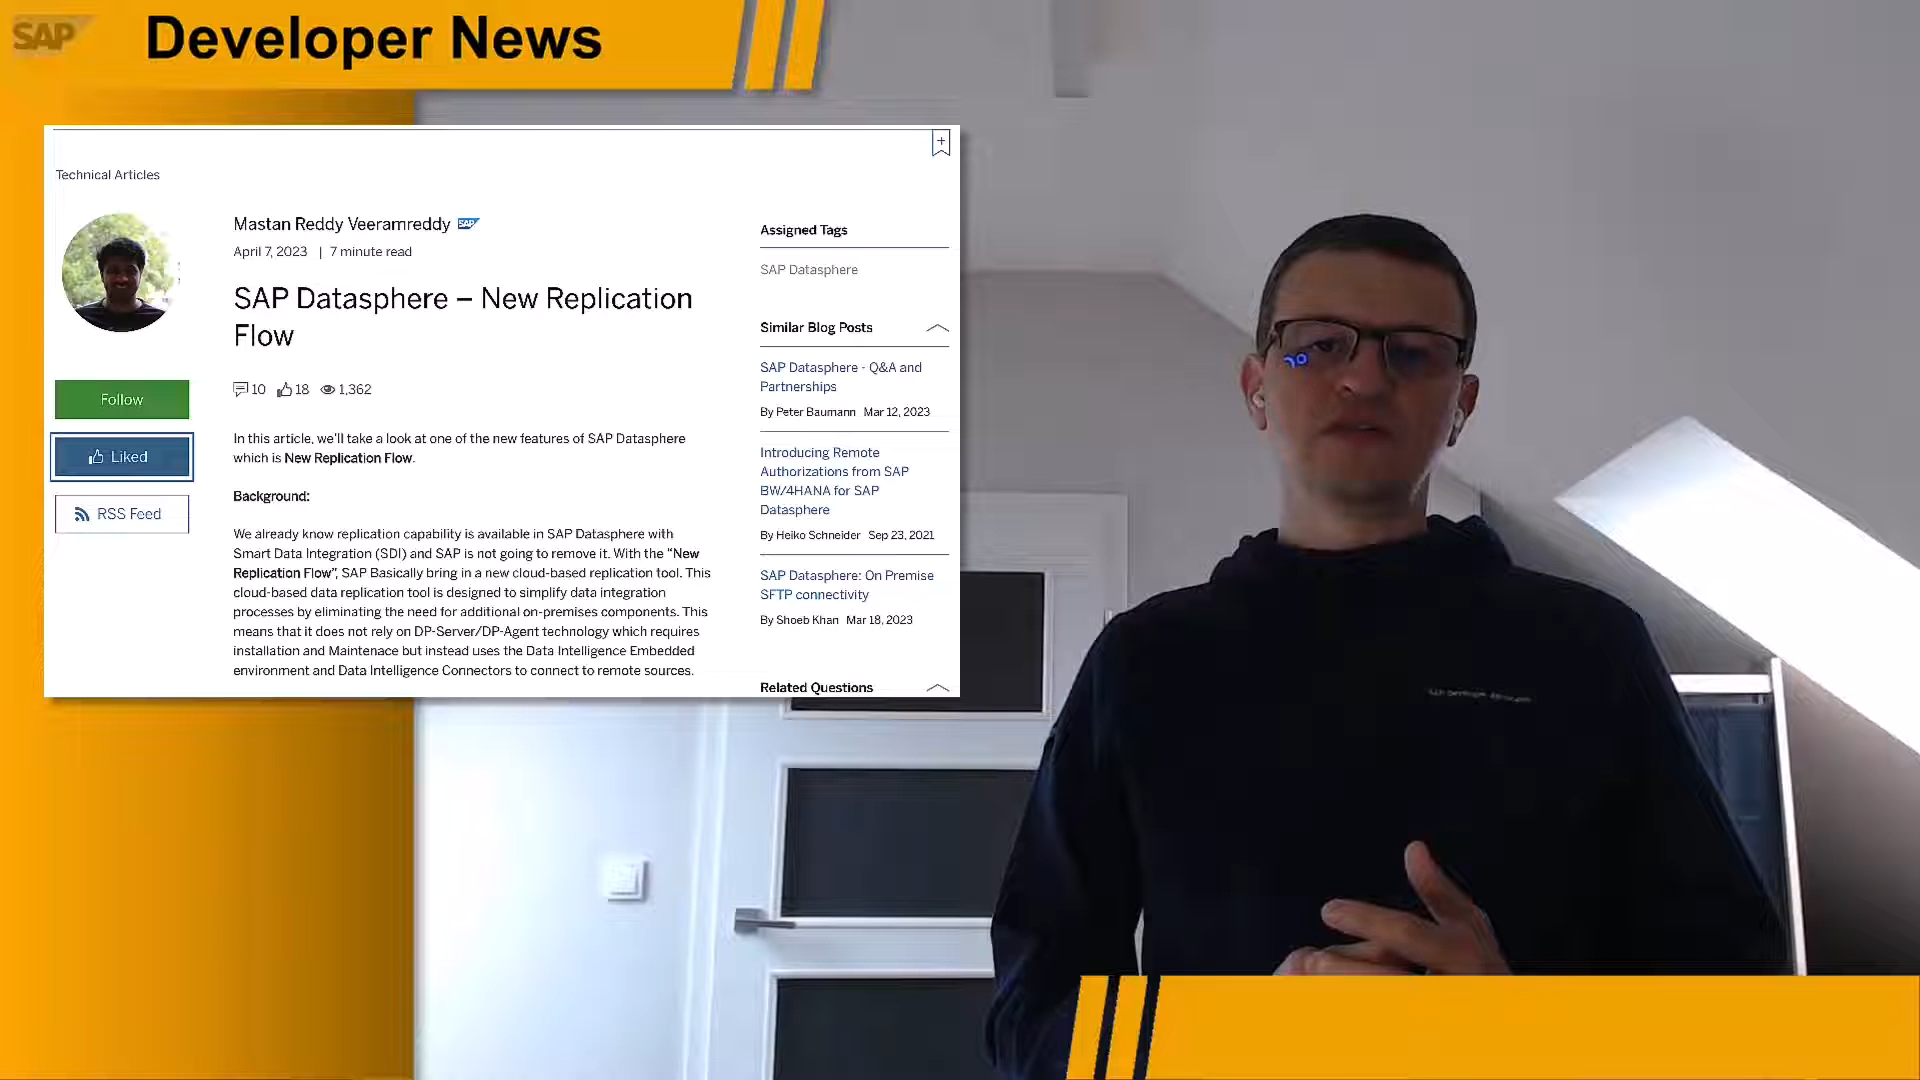 SAP
Developer News
Technical Articles
Mastan Reddy Veeramreddy SAP
April 7, 2023 | 7 minute read
SAP Datasphere – New Replication
Flow
10 18 1,362
Follow
Liked
RSS Feed
In this article, we'll take a look at one of the new features of SAP Datasphere
which is New Replication Flow.
Background:
We already know replication capability is available in SAP Datasphere with
Smart Data Integration (SDI) and SAP is not going to remove it. With the “New
Replication Flow”, SAP Basically bring in a new cloud-based replication tool. This
cloud-based data replication tool is designed to simplify data integration
processes by eliminating the need for additional on-premises components. This
means that it does not rely on DP-Server/DP-Agent technology which requires
installation and Maintenace but instead uses the Data Intelligence Embedded
environment and Data Intelligence Connectors to connect to remote sources.
Assigned Tags
SAP Datasphere
Similar Blog Posts
SAP Datasphere - Q&A and
Partnerships
By Peter Baumann Mar 12, 2023
Introducing Remote
Authorizations from SAP
BW/4HANA for SAP
Datasphere
By Heiko Schneider Sep 23, 2021
SAP Datasphere: On Premise
SFTP connectivity
By Shoeb Khan Mar 18, 2023
Related Questions